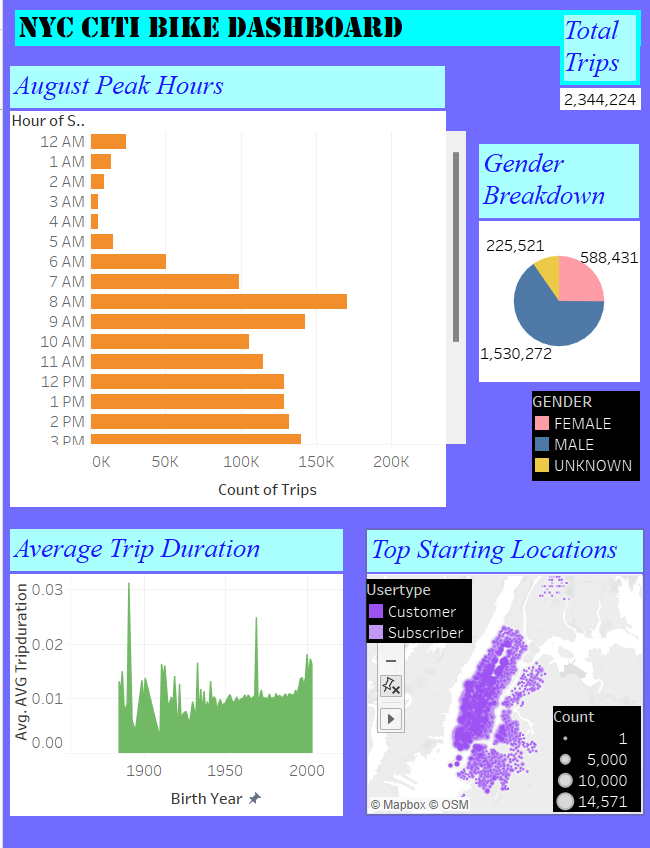 NYC CITI BIKE DASHBOARD
Total
Trips
2,344,224
August Peak Hours
Hour of S..
12 AM
1 AM
2 AM
3 AM
4 AM
5 AM
6 AM
7 AM
8 AM
9 AM
10 AM
11 AM
12 PM
1 PM
2 PM
3 PM
0K 50K 100K 150K 200K
Count of Trips
Gender
Breakdown
225,521
588,431
1,530,272
GENDER
FEMALE
MALE
UNKNOWN
Average Trip Duration
Avg. AVG Tripduration
0.03
0.02
0.01
0.00
1900 1950 2000
Birth Year
Top Starting Locations
Usertype
Customer
Subscriber
Count
1
5,000
10,000
14,571
© Mapbox © OSM